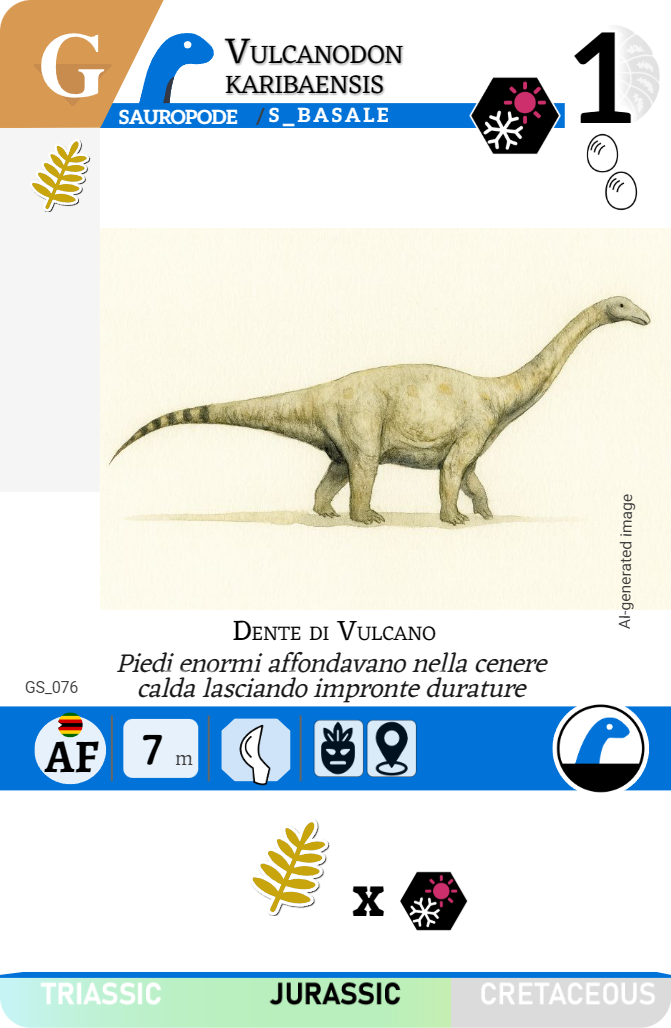 G
VULCANODON
KARIBAENSIS
1
SAUROPODE / S_BASALE
AI-generated image
DENTE DI VULCANO
Piedi enormi affondavano nella cenere
calda lasciando impronte durature
GS_076
AF
7 m
x
TRIASSIC JURASSIC CRETACEOUS